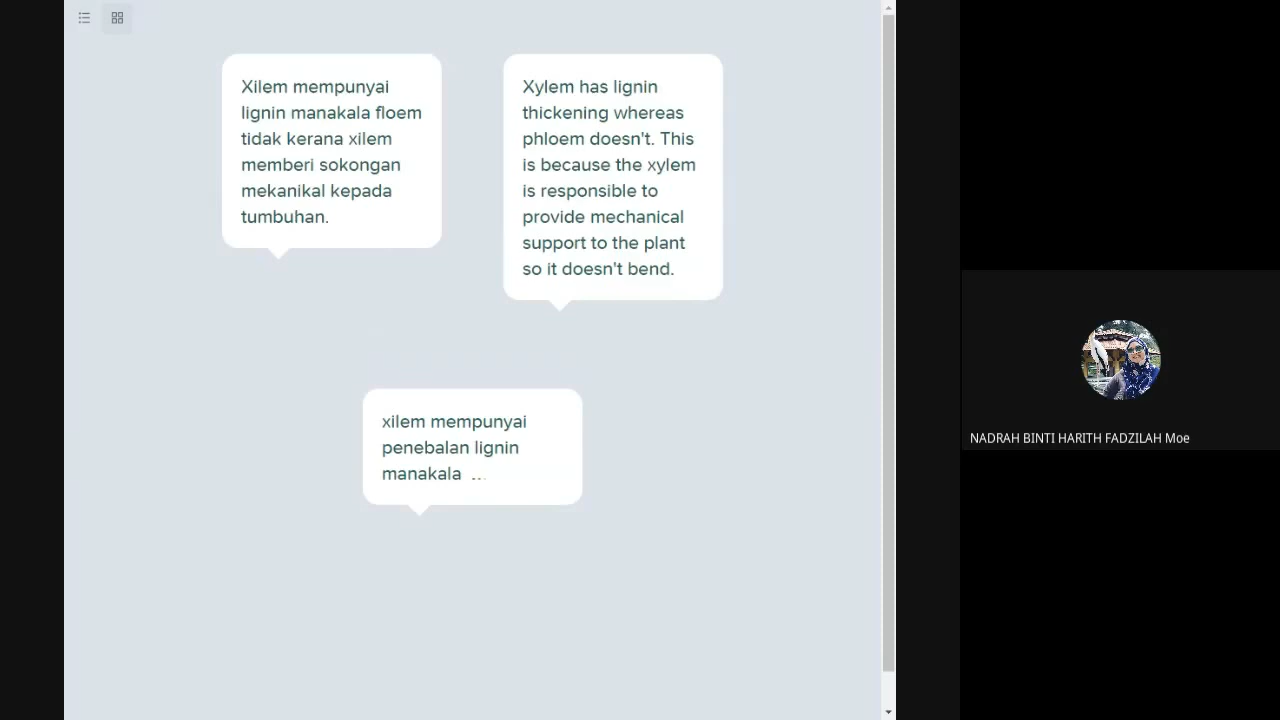 Xilem mempunyai
lignin manakala floem
tidak kerana xilem
memberi sokongan
mekanikal kepada
tumbuhan.
Xylem has lignin
thickening whereas
phloem doesn't. This
is because the xylem
is responsible to
provide mechanical
support to the plant
so it doesn't bend.
xilem mempunyai
penebalan lignin
manakala ...
NADRAH BINTI HARITH FADZILAH Moe